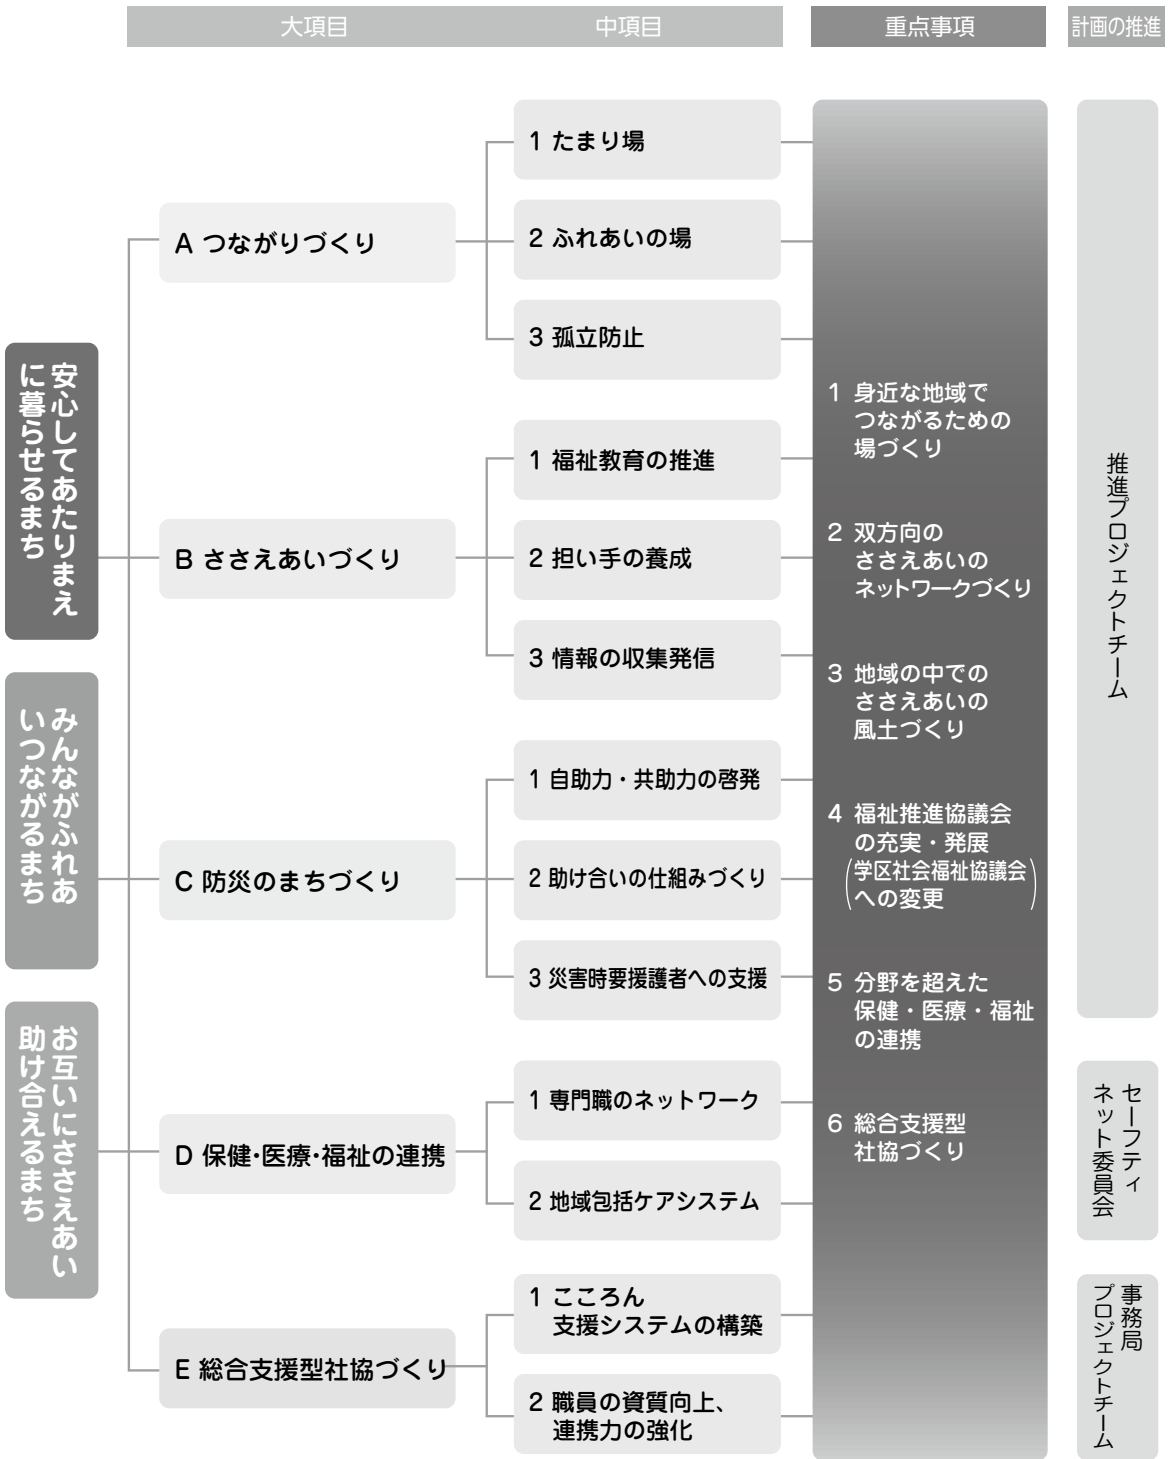 大項目
中項目
重点事項
計画の推進
安心してあたりまえ
に暮らせるまち
みんながふれあ
いつながるまち
お互いにささえあい
助け合えるまち
A つながりづくり
1 たまり場
2 ふれあいの場
3 孤立防止
B ささえあいづくり
1 福祉教育の推進
2 担い手の養成
3 情報の収集発信
C 防災のまちづくり
1 自助力・共助力の啓発
2 助け合いの仕組みづくり
3 災害時要援護者への支援
D 保健・医療・福祉の連携
1 専門職のネットワーク
2 地域包括ケアシステム
E 総合支援型社協づくり
1 こころん
支援システムの構築
2 職員の資質向上、
連携力の強化
1 身近な地域で
つながるための
場づくり
2 双方向の
ささえあいの
ネットワークづくり
3 地域の中での
ささえあいの
風土づくり
4 福祉推進協議会
の充実・発展
(学区社会福祉協議会
への変更)
5 分野を超えた
保健・医療・福祉
の連携
6 総合支援型
社協づくり
推進プロジェクトチーム
セーフティ
ネット委員会
事務局
プロジェクトチーム